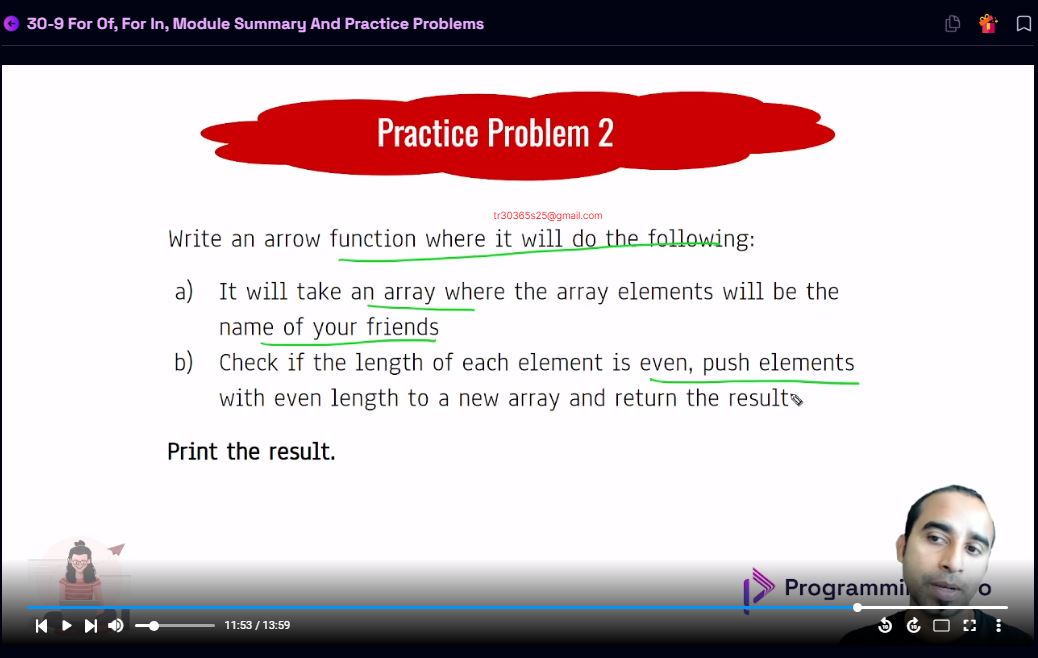 30-9 For Of, For In, Module Summary And Practice Problems
Practice Problem 2
tr30365s25@gmail.com
Write an arrow function where it will do the following:
a) It will take an array where the array elements will be the
name of your friends
b) Check if the length of each element is even, push elements
with even length to a new array and return the result
Print the result.
11:53 / 13:59